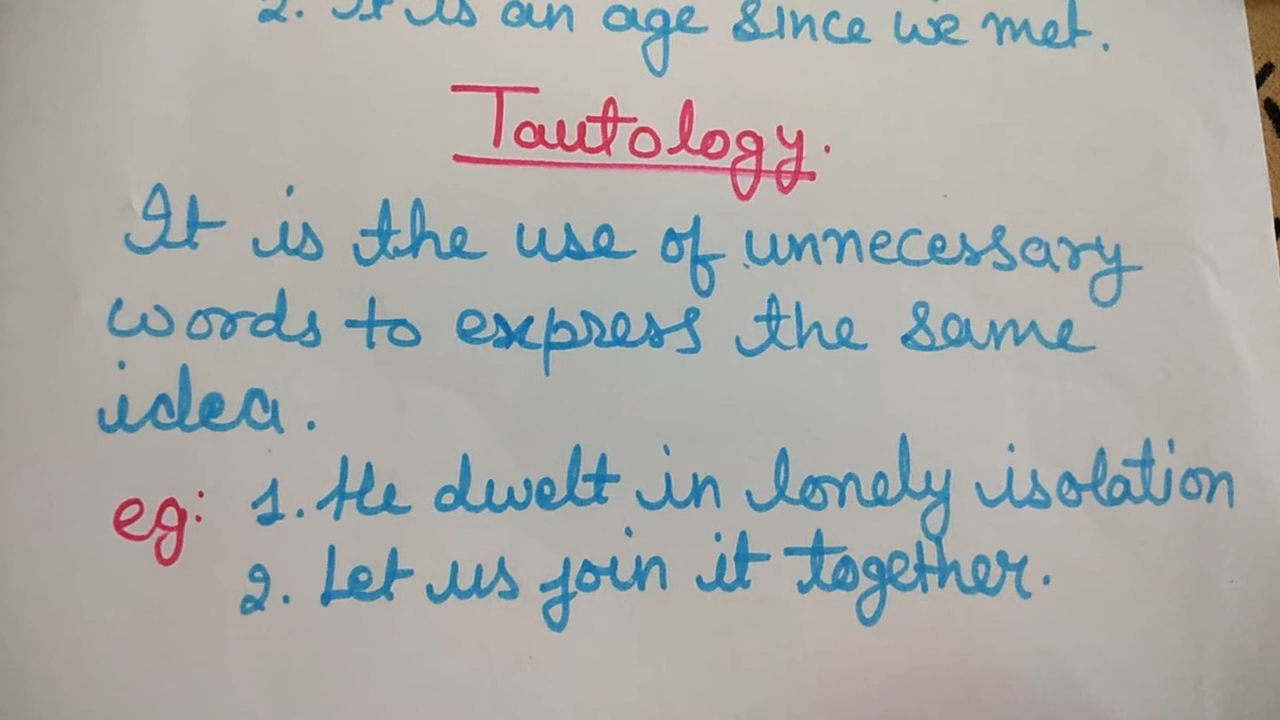 2. It is an age since we met.
Tautology.
It is the use of unnecessary
words to express the same
idea.
eg: 1. He dwelt in lonely isolation
2. Let us join it together.